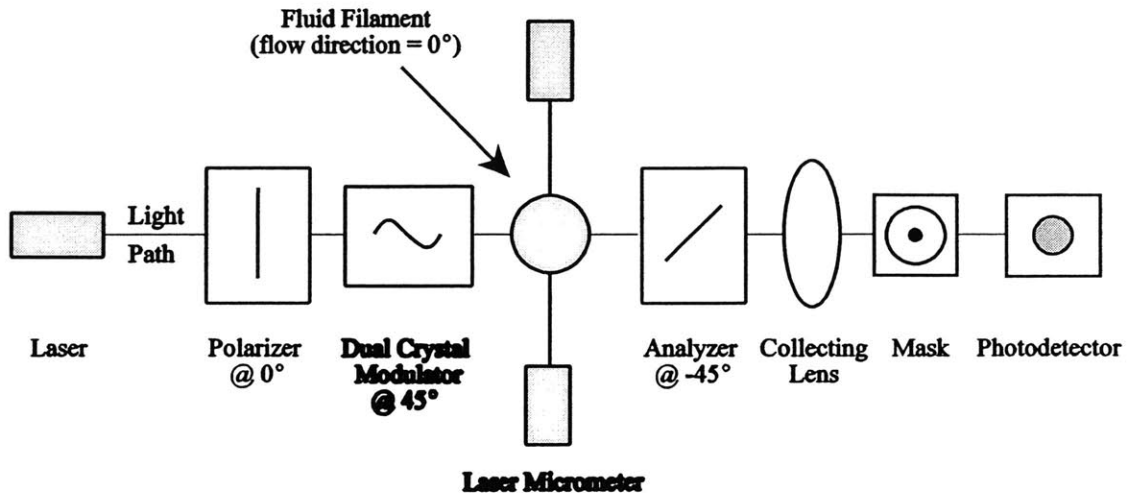 Fluid Filament
(flow direction = 0°)
Light
Path
Laser
Polarizer
@ 0°
Dual Crystal
Modulator
@ 45°
Analyzer
@ -45°
Collecting
Lens
Mask
Photodetector
Laser Micrometer